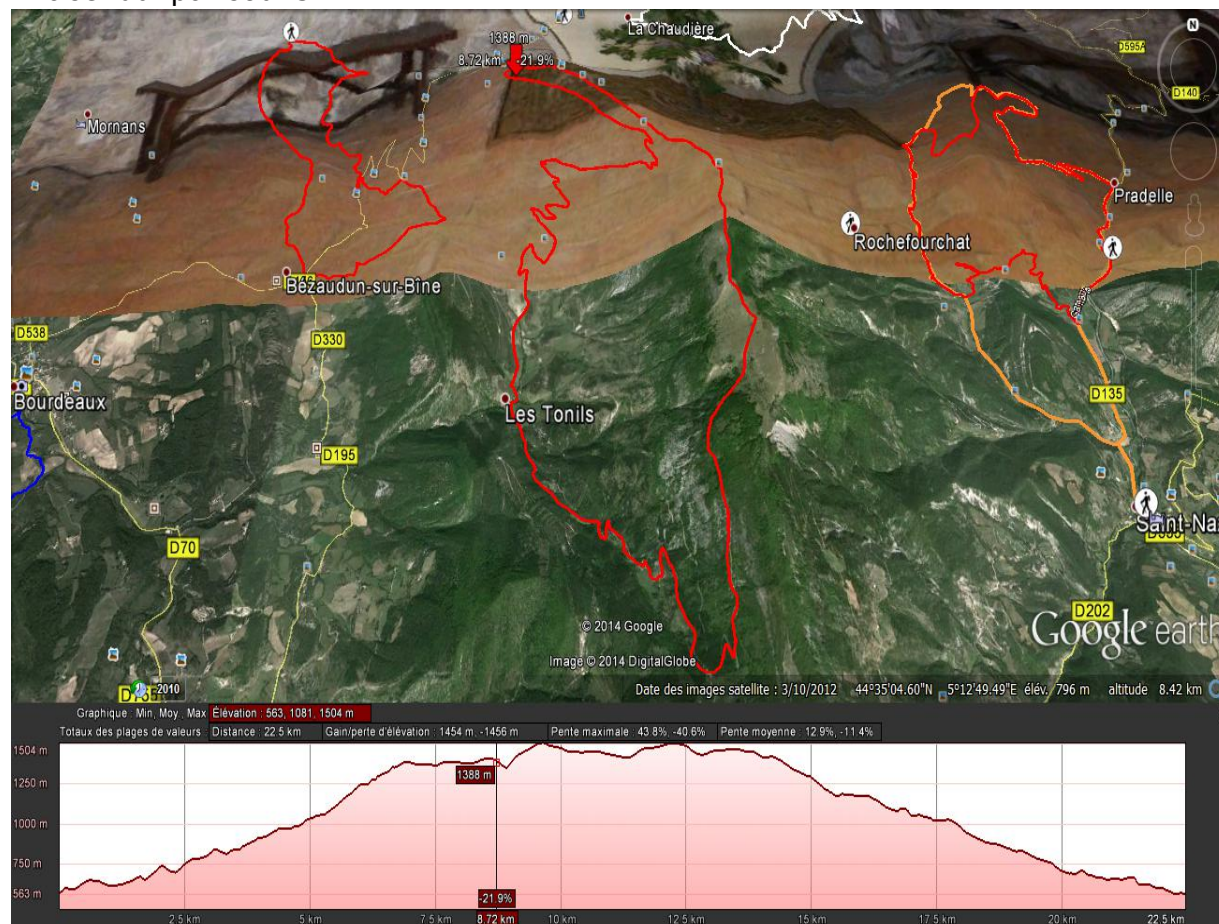 La Chaudière
N
1388 m
8.72 km -21.9%
D595A
D140
Mornans
Pradelle
Rochefourchat
Bézaudun-sur-Bîne
D538
D330
D135
Bourdeaux
Les Tonils
D195
Saint-Na
D70
D202
© 2014 Google
Google earth
Image © 2014 DigitalGlobe
2010
Date des images satellite : 3/10/2012 44°35'04.60"N 5°12'49.49"E élév. 796 m altitude 8.42 km
Graphique : Min, Moy , Max Élévation : 563, 1081, 1504 m
Totaux des plages de valeurs : Distance : 22.5 km Gain/perte d'élévation : 1454 m, -1456 m Pente maximale : 43.8%, -40.6% Pente moyenne : 12.9%, -11.4%
1504 m
1388 m
1250 m
1000 m
750 m
563 m
-21.9%
2.5 km 5 km 7.5 km 8.72 km 10 km 12.5 km 15 km 17.5 km 20 km 22.5 km